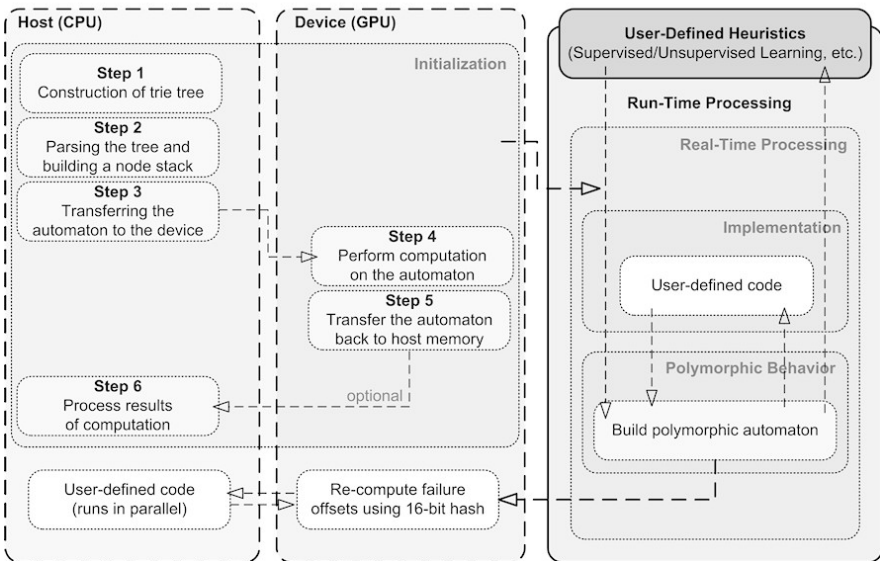 Host (CPU)
Device (GPU)
Initialization
Step 1
Construction of trie tree
Step 2
Parsing the tree and
building a node stack
Step 3
Transferring the
automaton to the device
Step 4
Perform computation
on the automaton
Step 5
Transfer the automaton
back to host memory
optional
Step 6
Process results
of computation
User-defined code
(runs in parallel)
Re-compute failure
offsets using 16-bit hash
User-Defined Heuristics
(Supervised/Unsupervised Learning, etc.)
Run-Time Processing
Real-Time Processing
Implementation
User-defined code
Polymorphic Behavior
Build polymorphic automaton